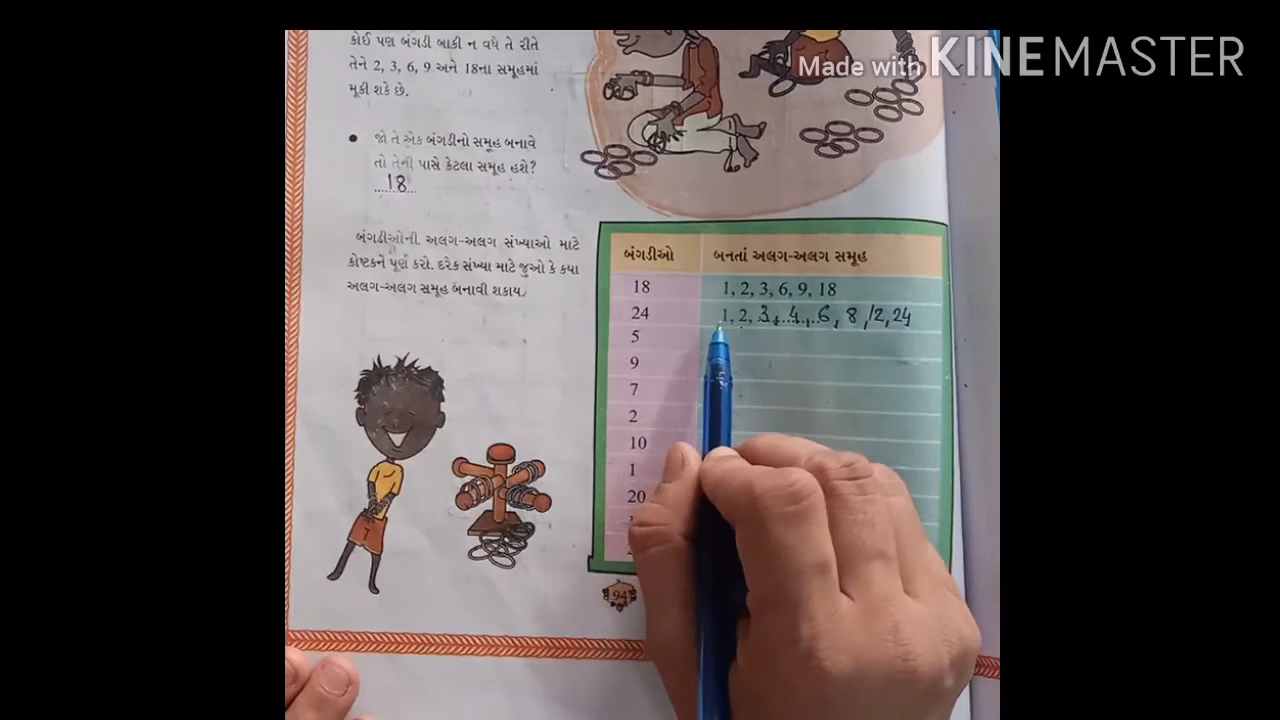 કોઈ પણ બંગડી બાકી ન વધે તે રીતે
તેને 2, 3, 6, 9 અને 18ના સમૂહમાં
મૂકી શકે છે.
• જો તે એક બંગડીનો સમૂહ બનાવે
તો તેની પાસે કેટલા સમૂહ હશે?
18
બંગડીઓની અલગ-અલગ સંખ્યાઓ માટે
કોષ્ટકને પૂર્ણ કરો. દરેક સંખ્યા માટે જુઓ કે કયા
અલગ-અલગ સમૂહ બનાવી શકાય.
Made with KINEMASTER
બંગડીઓ બનતાં અલગ-અલગ સમૂહ
18 1, 2, 3, 6, 9, 18
24 1, 2, 3, 4, 6, 8, 12, 24
5
9
7
2
10
1
20
94